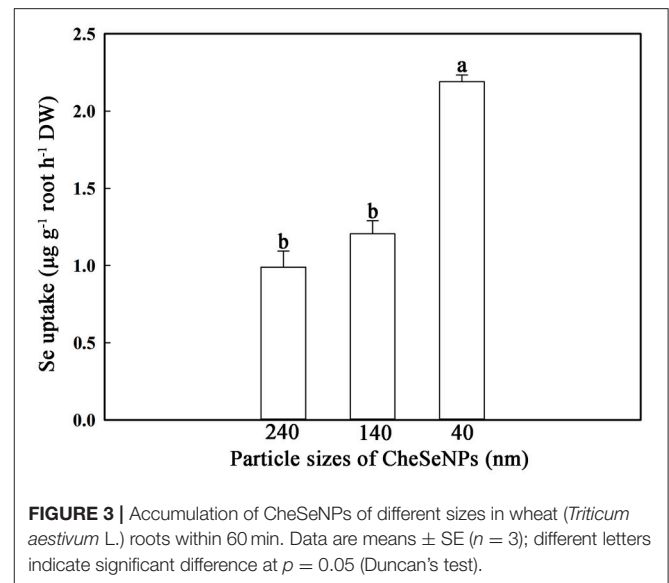 2.5
2.0
1.5
1.0
0.5
0.0
Se uptake (µg g⁻¹ root h⁻¹ DW)
b
b
a
240 140 40
Particle sizes of CheSeNPs (nm)
FIGURE 3 | Accumulation of CheSeNPs of different sizes in wheat (Triticum
aestivum L.) roots within 60 min. Data are means ± SE (n = 3); different letters
indicate significant difference at p = 0.05 (Duncan's test).